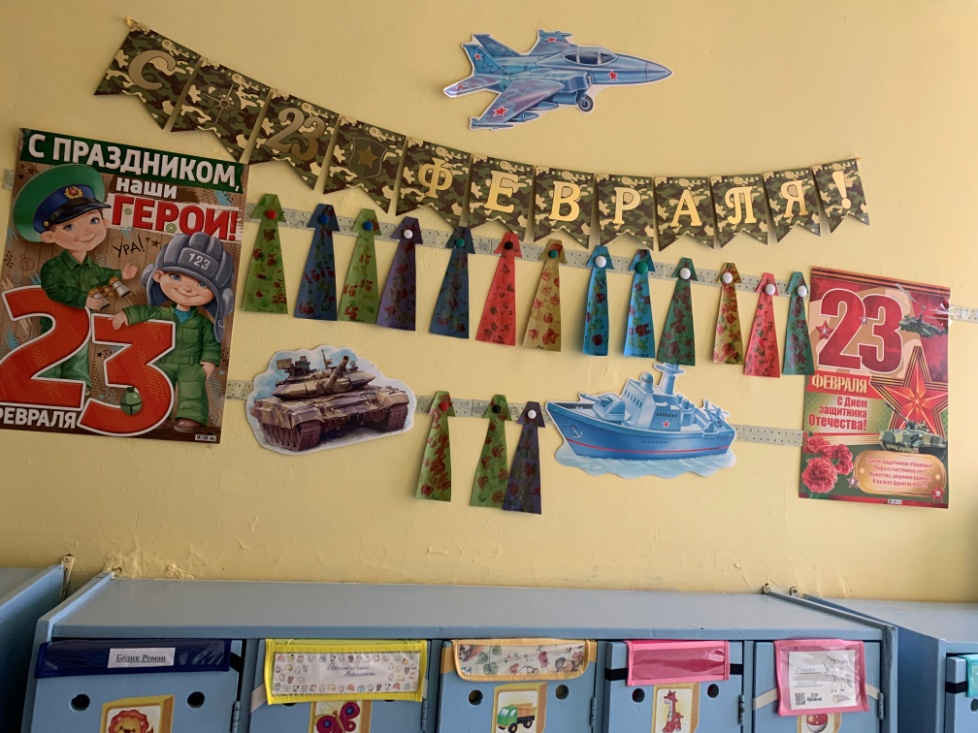 С 23 ФЕВРАЛЯ!
С ПРАЗДНИКОМ,
наши
ГЕРОИ!
УРА!
123
23
ФЕВРАЛЯ
23
ФЕВРАЛЯ
С Днем
защитника
Отечества!
Белик Роман